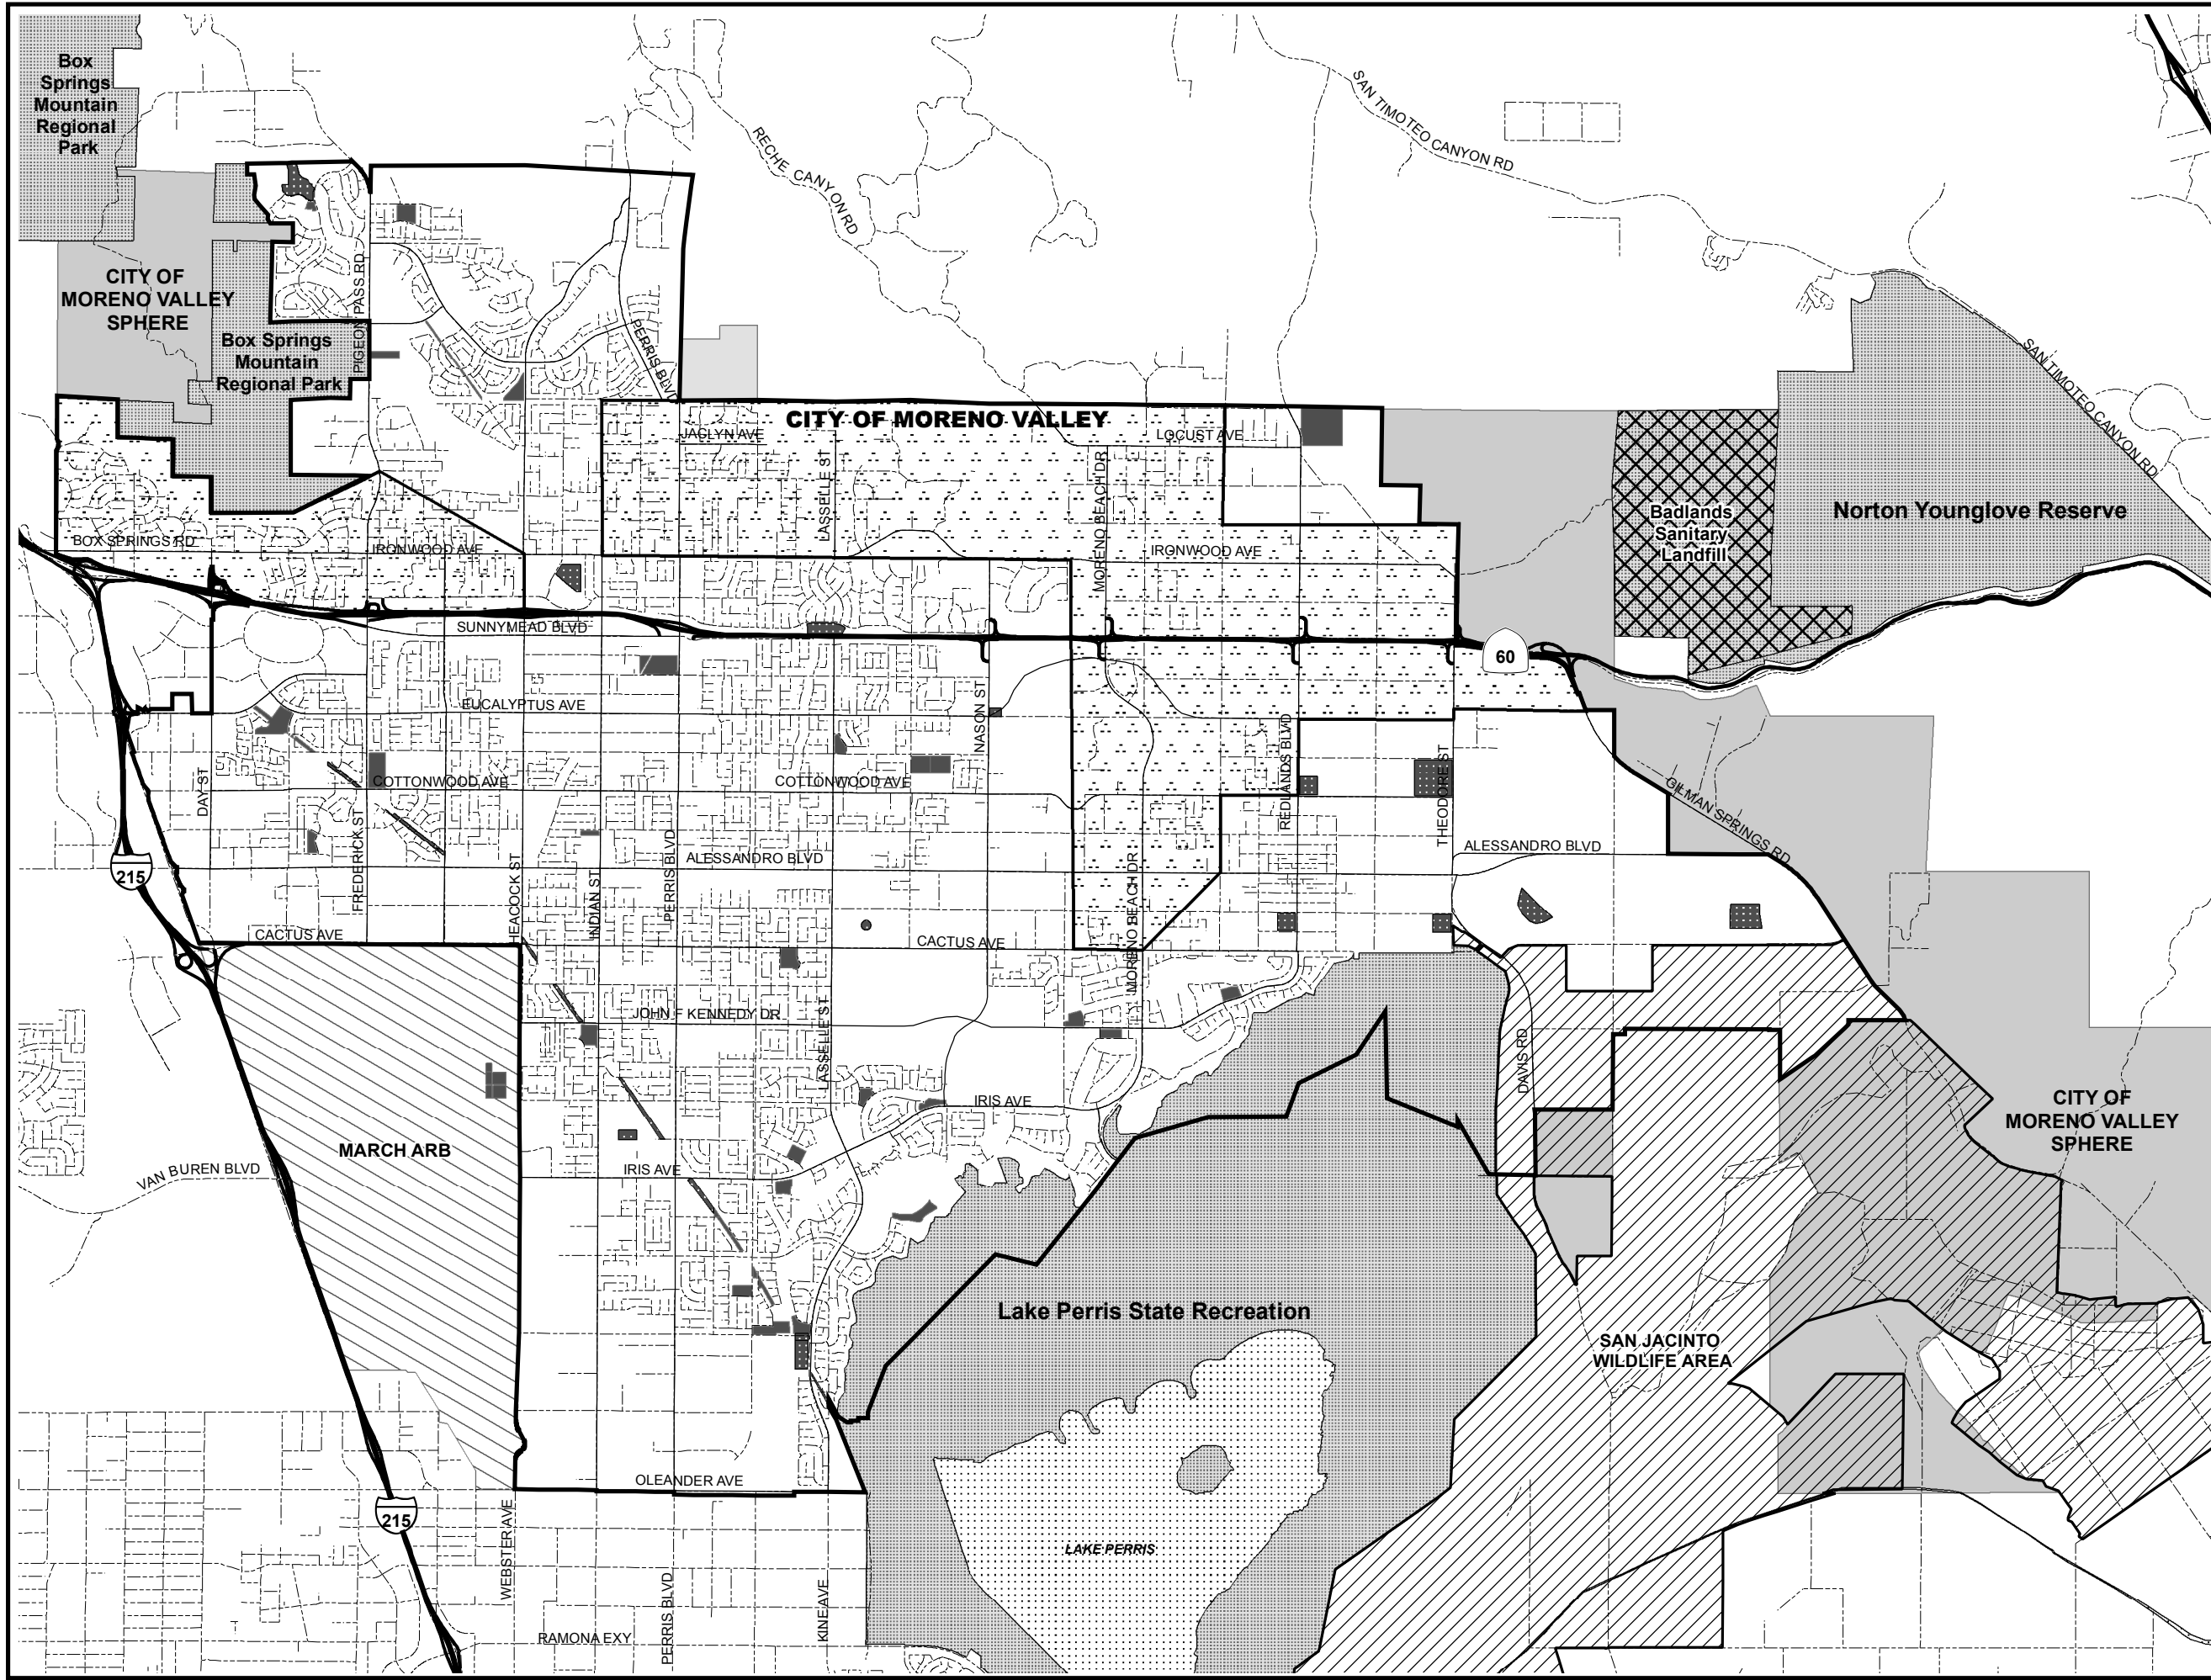 Box
Springs
Mountain
Regional
Park
SAN TIMOTEO CANYON RD
RECHE CANYON RD
CITY OF
MORENO VALLEY
SPHERE
Box Springs
Mountain
Regional Park
PIGEON PASS RD
PERRIS BLVD
SAN TIMOTEO CANYON RD
CITY OF MORENO VALLEY
JACLYN AVE
LOCUST AVE
LASSELLE ST
MORENO BEACH DR
Badlands
Sanitary
Landfill
Norton Younglove Reserve
BOX SPRINGS RD
IRONWOOD AVE
IRONWOOD AVE
SUNNYMEAD BLVD
60
EUCALYPTUS AVE
NASON ST
REDLANDS BLVD
THEODORE ST
DAY ST
COTTONWOOD AVE
COTTONWOOD AVE
GILMAN SPRINGS RD
FREDERICK ST
HEACOCK ST
INDIAN ST
PERRIS BLVD
ALESSANDRO BLVD
ALESSANDRO BLVD
215
MORENO BEACH DR
CACTUS AVE
CACTUS AVE
JOHN F KENNEDY DR
LASSELLE ST
DAVIS RD
IRIS AVE
CITY OF
MORENO VALLEY
SPHERE
MARCH ARB
VAN BUREN BLVD
IRIS AVE
Lake Perris State Recreation
SAN JACINTO
WILDLIFE AREA
OLEANDER AVE
215
WEBSTER AVE
LAKE PERRIS
PERRIS BLVD
KINE AVE
RAMONA EXY